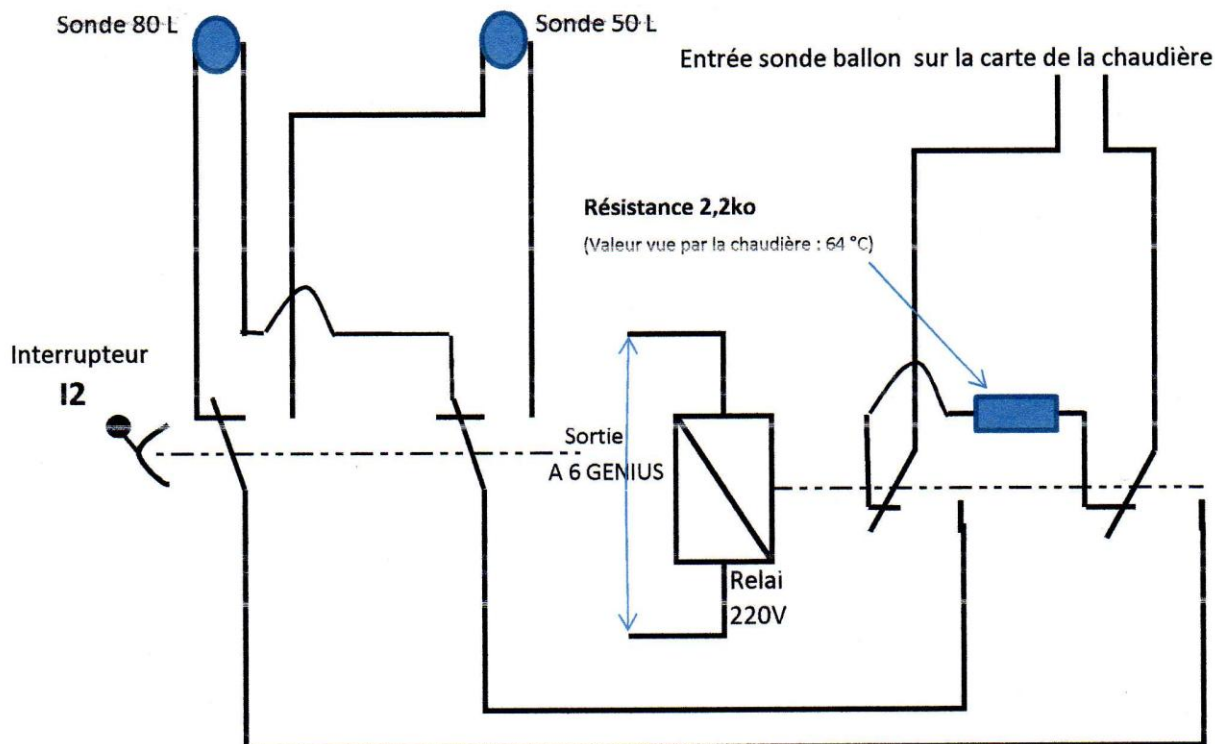 Sonde 80 L
Sonde 50 L
Entrée sonde ballon sur la carte de la chaudière
Résistance 2,2ko
(Valeur vue par la chaudière : 64 °C)
Interrupteur
I2
Sortie
A 6 GENIUS
Relai
220V